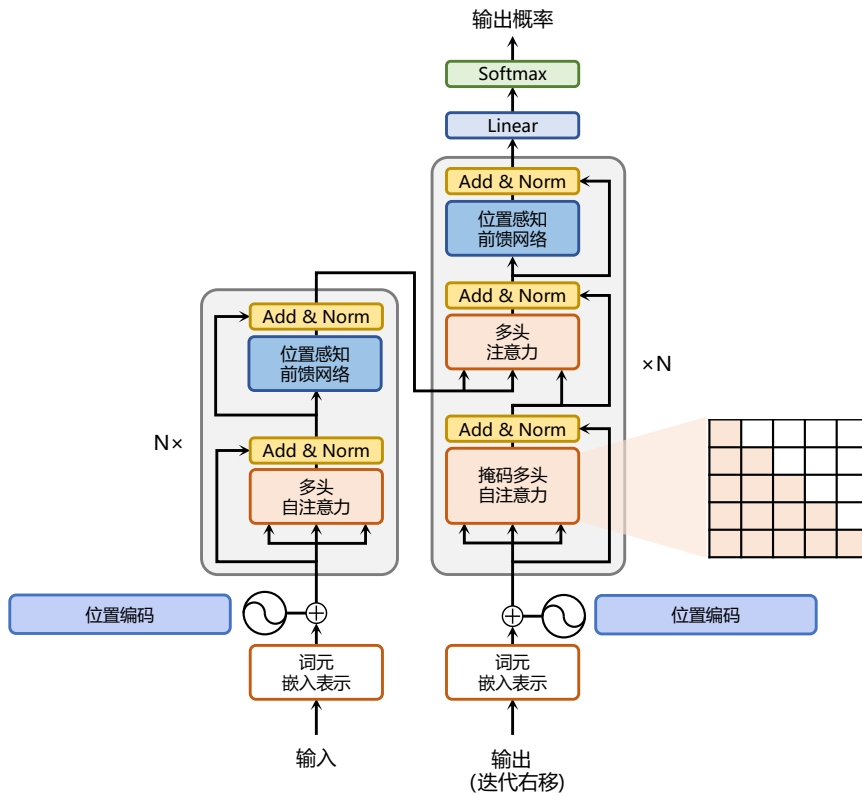 输出概率
Softmax
Linear
Add & Norm
位置感知
前馈网络
Add & Norm
多头
注意力
×N
Add & Norm
掩码多头
自注意力
Add & Norm
位置感知
前馈网络
N×
Add & Norm
多头
自注意力
位置编码
位置编码
词元
嵌入表示
词元
嵌入表示
输入
输出
(迭代右移)